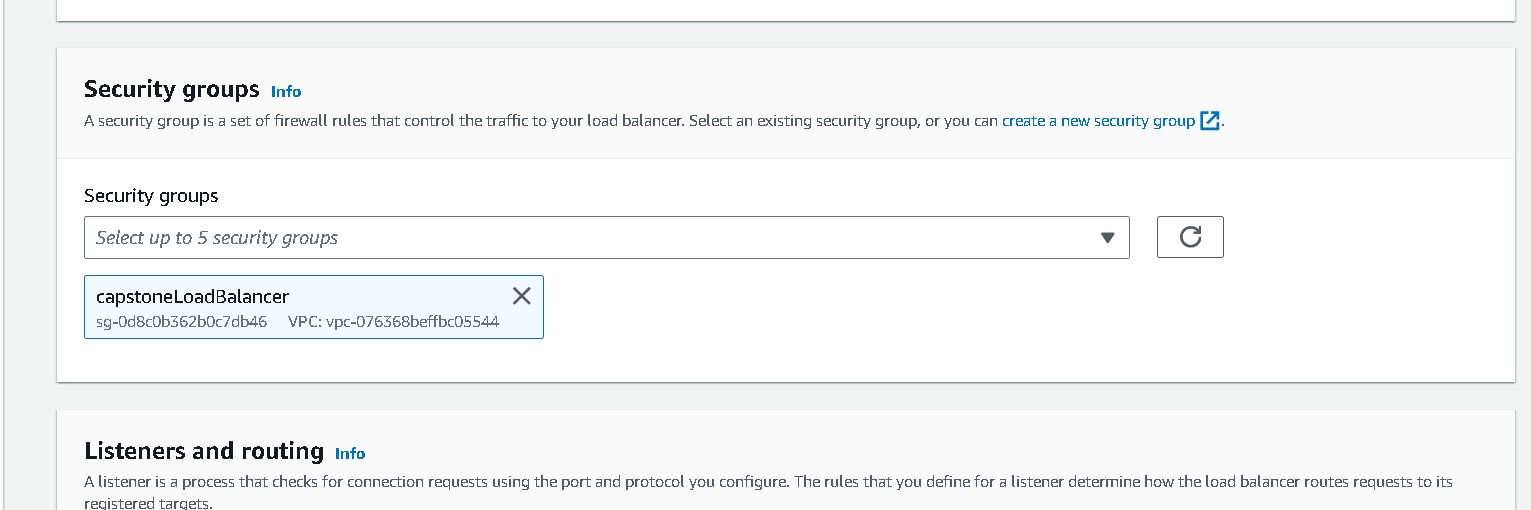 Security groups Info
A security group is a set of firewall rules that control the traffic to your load balancer. Select an existing security group, or you can create a new security group.
Security groups
Select up to 5 security groups
capstoneLoadBalancer
sg-0d8c0b362b0c7db46 VPC: vpc-076368beffbc05544
Listeners and routing Info
A listener is a process that checks for connection requests using the port and protocol you configure. The rules that you define for a listener determine how the load balancer routes requests to its
registered targets.